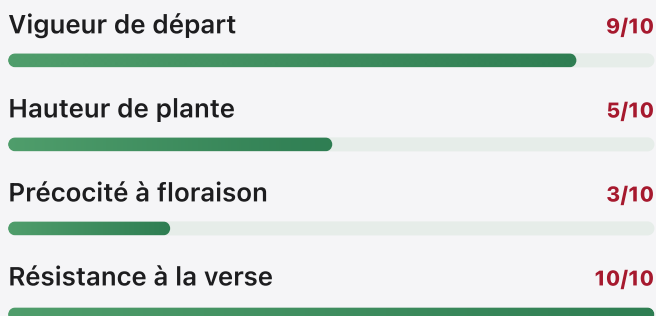 Vigueur de départ 9/10
Hauteur de plante 5/10
Précocité à floraison 3/10
Résistance à la verse 10/10